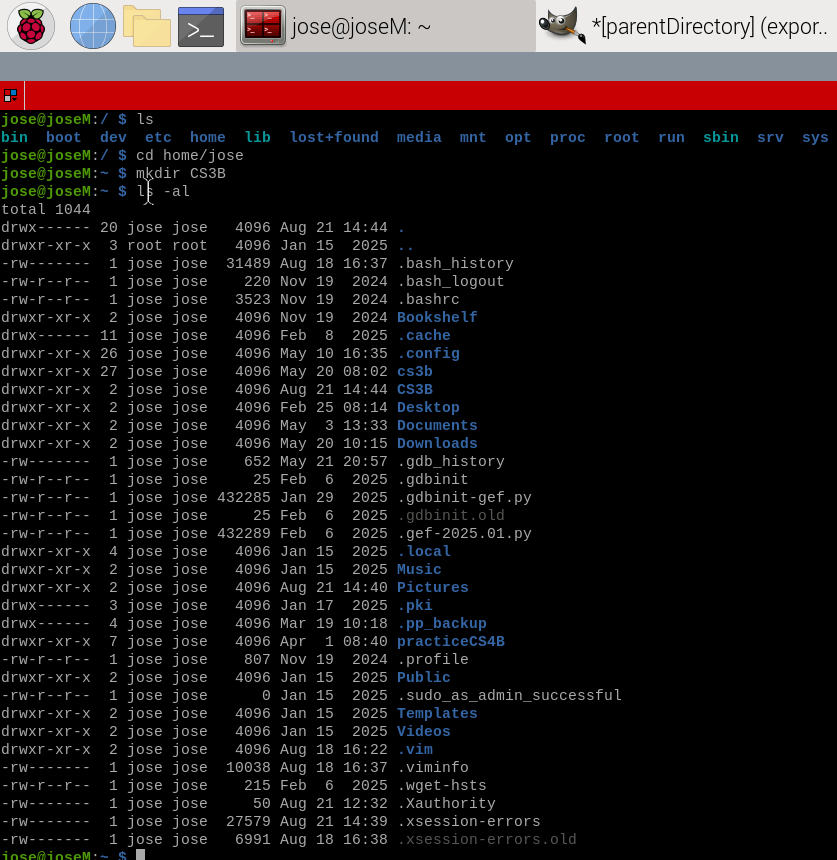 jose@joseM: ~
*[parentDirectory] (expor..
jose@joseM:/ $ ls
bin  boot  dev  etc  home  lib  lost+found  media  mnt  opt  proc  root  run  sbin  srv  sys
jose@joseM:/ $ cd home/jose
jose@joseM:~ $ mkdir CS3B
jose@joseM:~ $ ls -al
total 1044
drwx------ 20 jose jose   4096 Aug 21 14:44 .
drwxr-xr-x  3 root root   4096 Jan 15  2025 ..
-rw-------  1 jose jose  31489 Aug 18 16:37 .bash_history
-rw-r--r--  1 jose jose    220 Nov 19  2024 .bash_logout
-rw-r--r--  1 jose jose   3523 Nov 19  2024 .bashrc
drwxr-xr-x  2 jose jose   4096 Nov 19  2024 Bookshelf
drwx------ 11 jose jose   4096 Feb  8  2025 .cache
drwxr-xr-x 26 jose jose   4096 May 10 16:35 .config
drwxr-xr-x 27 jose jose   4096 May 20 08:02 cs3b
drwxr-xr-x  2 jose jose   4096 Aug 21 14:44 CS3B
drwxr-xr-x  2 jose jose   4096 Feb 25 08:14 Desktop
drwxr-xr-x  2 jose jose   4096 May  3 13:33 Documents
drwxr-xr-x  2 jose jose   4096 May 20 10:15 Downloads
-rw-------  1 jose jose    652 May 21 20:57 .gdb_history
-rw-r--r--  1 jose jose     25 Feb  6  2025 .gdbinit
-rw-r--r--  1 jose jose 432285 Jan 29  2025 .gdbinit-gef.py
-rw-r--r--  1 jose jose     25 Feb  6  2025 .gdbinit.old
-rw-r--r--  1 jose jose 432289 Feb  6  2025 .gef-2025.01.py
drwxr-xr-x  4 jose jose   4096 Jan 15  2025 .local
drwxr-xr-x  2 jose jose   4096 Jan 15  2025 Music
drwxr-xr-x  2 jose jose   4096 Aug 21 14:40 Pictures
drwx------  3 jose jose   4096 Jan 17  2025 .pki
drwx------  4 jose jose   4096 Mar 19 10:18 .pp_backup
drwxr-xr-x  7 jose jose   4096 Apr  1 08:40 practiceCS4B
-rw-r--r--  1 jose jose    807 Nov 19  2024 .profile
drwxr-xr-x  2 jose jose   4096 Jan 15  2025 Public
-rw-r--r--  1 jose jose      0 Jan 15  2025 .sudo_as_admin_successful
drwxr-xr-x  2 jose jose   4096 Jan 15  2025 Templates
drwxr-xr-x  2 jose jose   4096 Jan 15  2025 Videos
drwxr-xr-x  2 jose jose   4096 Aug 18 16:22 .vim
-rw-------  1 jose jose  10038 Aug 18 16:37 .viminfo
-rw-r--r--  1 jose jose    215 Feb  6  2025 .wget-hsts
-rw-------  1 jose jose     50 Aug 21 12:32 .Xauthority
-rw-------  1 jose jose  27579 Aug 21 14:39 .xsession-errors
-rw-------  1 jose jose   6991 Aug 18 16:38 .xsession-errors.old
jose@joseM:~ $